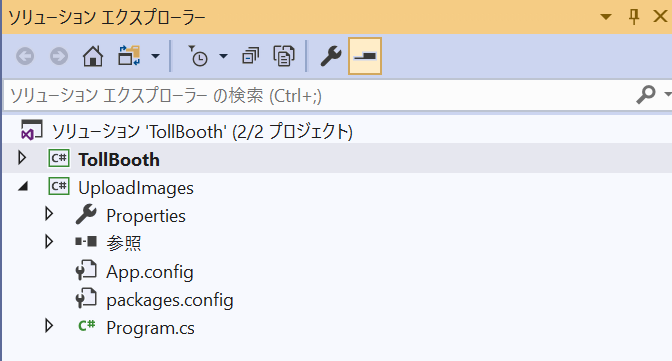 ソリューション エクスプローラー
ソリューション エクスプローラー の検索 (Ctrl+;)
ソリューション 'TollBooth' (2/2 プロジェクト)
C# TollBooth
C# UploadImages
Properties
参照
App.config
packages.config
C# Program.cs